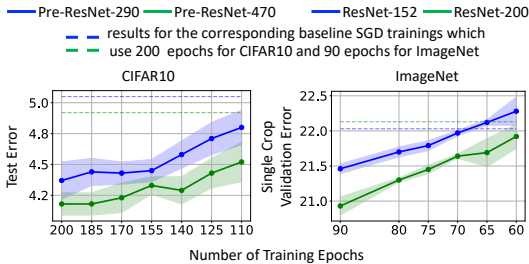 Pre-ResNet-290 Pre-ResNet-470 ResNet-152 ResNet-200
results for the corresponding baseline SGD trainings which
use 200 epochs for CIFAR10 and 90 epochs for ImageNet
CIFAR10 ImageNet
Test Error
5.0
4.8
4.5
4.2
200 185 170 155 140 125 110
Single Crop
Validation Error
22.5
22.0
21.5
21.0
90 80 75 70 65 60
Number of Training Epochs